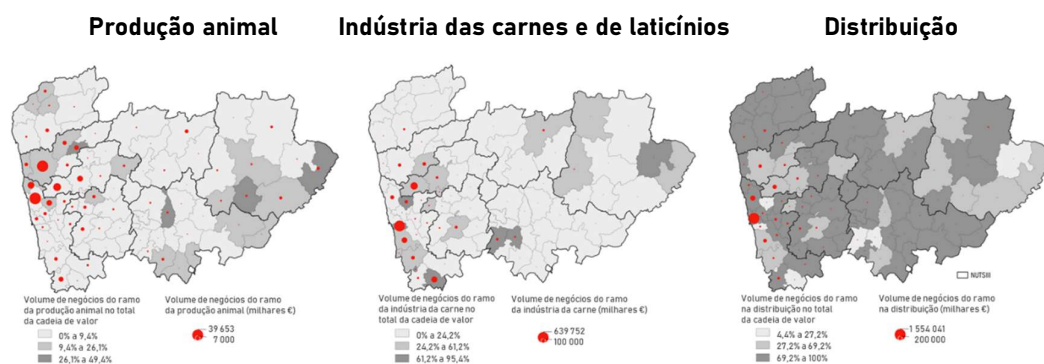 Produção animal
Indústria das carnes e de laticínios
Distribuição
Volume de negócios do ramo
da produção animal no total
da cadeia de valor
0% a 9,4%
9,4% a 26,1%
26,1% a 49,4%
Volume de negócios do ramo
da produção animal (milhares €)
39 653
7 000
Volume de negócios do ramo
da indústria da carne no
total da cadeia de valor
0% a 24,2%
24,2% a 61,2%
61,2% a 95,4%
Volume de negócios do ramo
da indústria da carne (milhares €)
639 752
100 000
NUTSIII
Volume de negócios do ramo
na distribuição no total da
cadeia de valor
4,4% a 27,2%
27,2% a 69,2%
69,2% a 100%
Volume de negócios do ramo
na distribuição (milhares €)
1 554 041
200 000